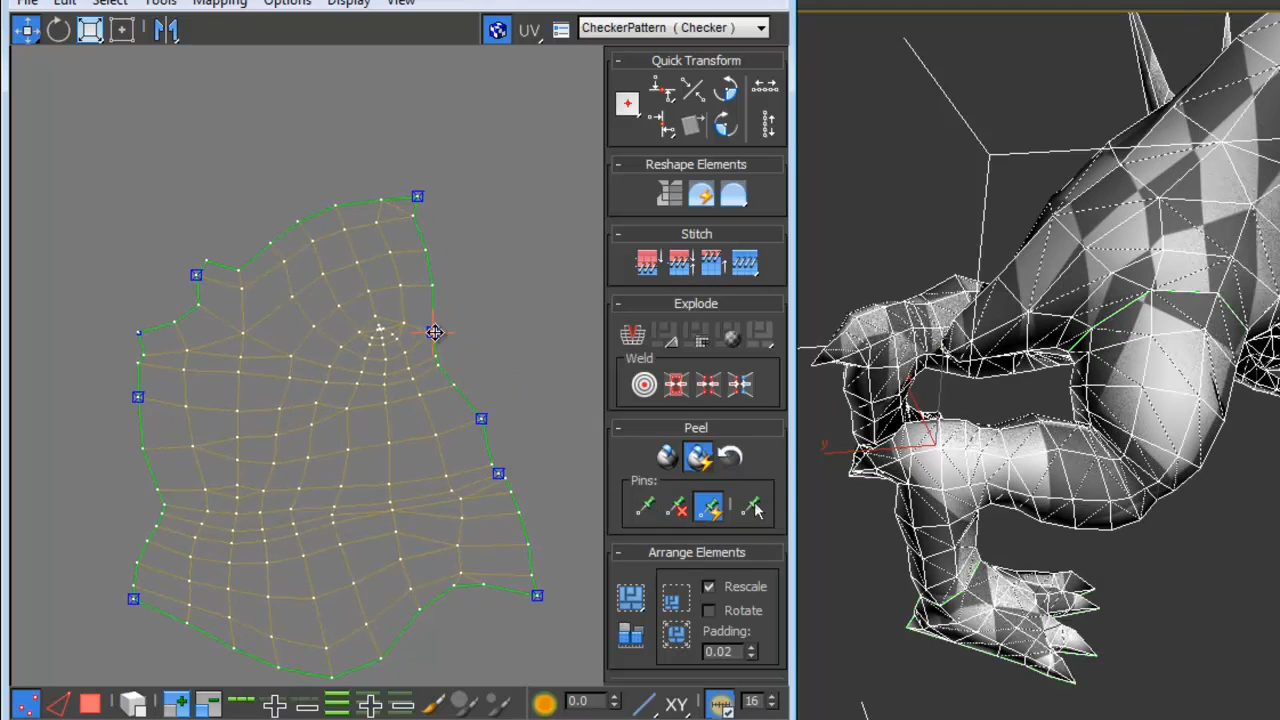 File Edit Select Tools Mapping Options Display View
UV CheckerPattern ( Checker )
- Quick Transform
- Reshape Elements
- Stitch
- Explode
Weld
- Peel
Pins:
- Arrange Elements
Rescale
Rotate
Padding:
0.02
0.0 XY 16
y